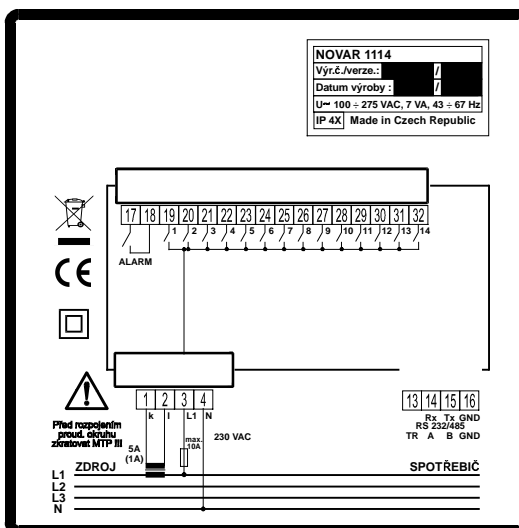 NOVAR 1114
Výr.č./verze.: /
Datum výroby : /
U~ 100 ÷ 275 VAC, 7 VA, 43 ÷ 67 Hz
IP 4X Made in Czech Republic
17 18 19 20 21 22 23 24 25 26 27 28 29 30 31 32
1 2 3 4 5 6 7 8 9 10 11 12 13 14
ALARM
CE
1 2 3 4
k l L1 N
13 14 15 16
Rx Tx GND
RS 232/485
TR A B GND
Před rozpojením
proud. okruhu
zkratovat MTP !!!
5A
(1A)
max.
10A
230 VAC
ZDROJ SPOTŘEBIČ
L1
L2
L3
N